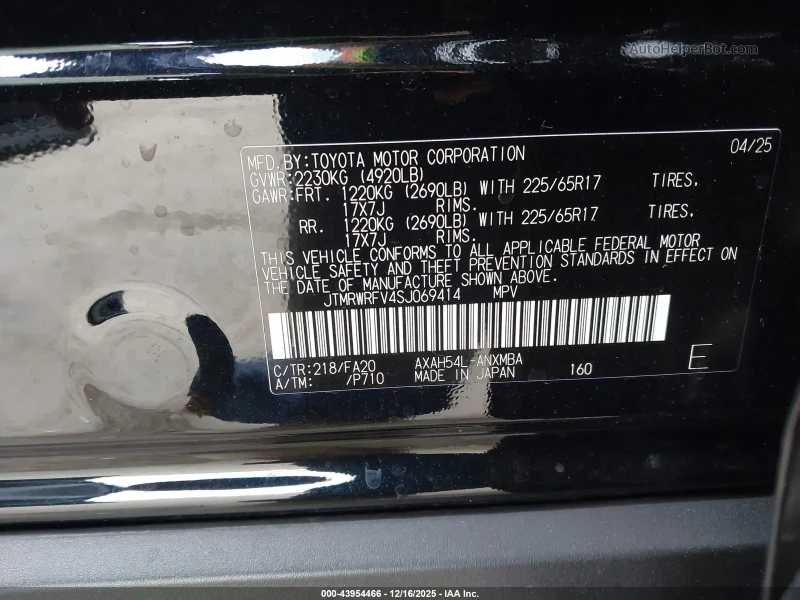 AutoHelperBot.com
04/25
MFD.BY:TOYOTA MOTOR CORPORATION
GVWR:2230KG (4920LB)
GAWR:FRT. 1220KG (2690LB) WITH 225/65R17 TIRES.
17X7J RIMS.
RR. 1220KG (2690LB) WITH 225/65R17 TIRES.
17X7J RIMS.
THIS VEHICLE CONFORMS TO ALL APPLICABLE FEDERAL MOTOR
VEHICLE SAFETY AND THEFT PREVENTION STANDARDS IN EFFECT ON
THE DATE OF MANUFACTURE SHOWN ABOVE.
JTMRWRFV4SJ069414 MPV
C/TR:218/FA20 AXAH54L-ANXMBA 160 E
A/TM: /P710 MADE IN JAPAN
000-43954466 - 12/16/2025 - IAA Inc.